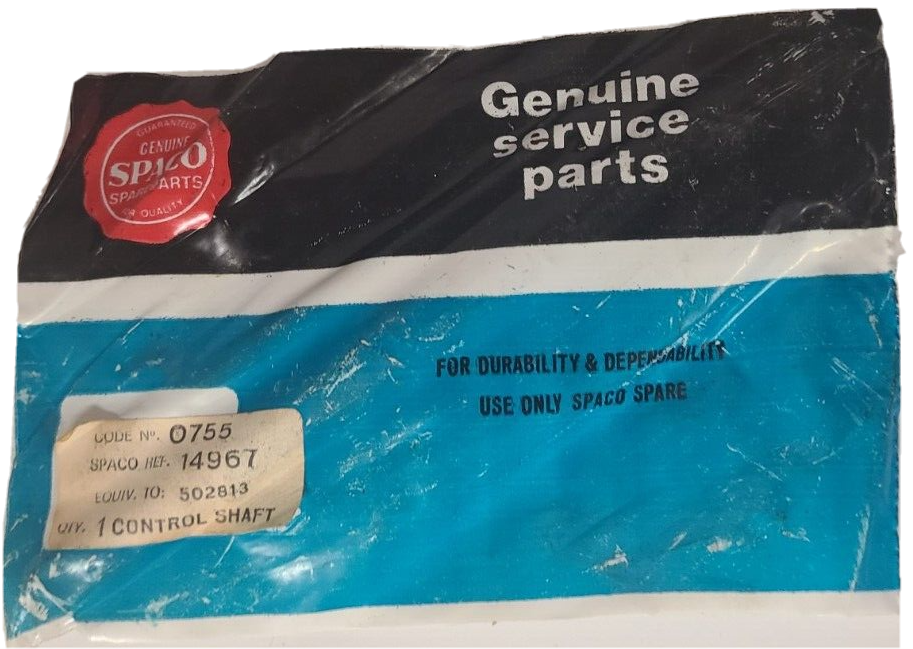 GUARANTEED
GENUINE
SPACO
SPARE PARTS
QUALITY
Genuine
service
parts
FOR DURABILITY & DEPENDABILITY
USE ONLY SPACO SPARE
CODE Nº. 0755
SPACO REF. 14967
EQUIV. TO: 502813
QTY. 1 CONTROL SHAFT